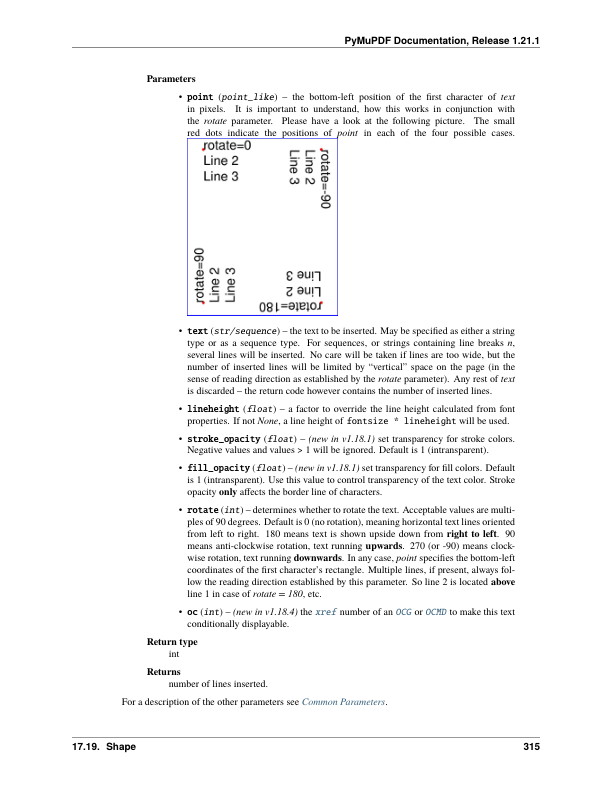 PyMuPDF Documentation, Release 1.21.1
Parameters
• point (point_like) – the bottom-left position of the first character of text
in pixels. It is important to understand, how this works in conjunction with
the rotate parameter. Please have a look at the following picture. The small
red dots indicate the positions of point in each of the four possible cases.
rotate=0
Line 2
Line 3
rotate=-90
Line 2
Line 3
rotate=90
Line 2
Line 3
rotate=180
Line 2
Line 3
• text (str/sequence) – the text to be inserted. May be specified as either a string
type or as a sequence type. For sequences, or strings containing line breaks n,
several lines will be inserted. No care will be taken if lines are too wide, but the
number of inserted lines will be limited by “vertical” space on the page (in the
sense of reading direction as established by the rotate parameter). Any rest of text
is discarded – the return code however contains the number of inserted lines.
• lineheight (float) – a factor to override the line height calculated from font
properties. If not None, a line height of fontsize * lineheight will be used.
• stroke_opacity (float) – (new in v1.18.1) set transparency for stroke colors.
Negative values and values > 1 will be ignored. Default is 1 (intransparent).
• fill_opacity (float) – (new in v1.18.1) set transparency for fill colors. Default
is 1 (intransparent). Use this value to control transparency of the text color. Stroke
opacity only affects the border line of characters.
• rotate (int) – determines whether to rotate the text. Acceptable values are multi-
ples of 90 degrees. Default is 0 (no rotation), meaning horizontal text lines oriented
from left to right. 180 means text is shown upside down from right to left. 90
means anti-clockwise rotation, text running upwards. 270 (or -90) means clock-
wise rotation, text running downwards. In any case, point specifies the bottom-left
coordinates of the first character’s rectangle. Multiple lines, if present, always fol-
low the reading direction established by this parameter. So line 2 is located above
line 1 in case of rotate = 180, etc.
• oc (int) – (new in v1.18.4) the xref number of an OCG or OCMD to make this text
conditionally displayable.
Return type
int
Returns
number of lines inserted.
For a description of the other parameters see Common Parameters.
17.19. Shape 315